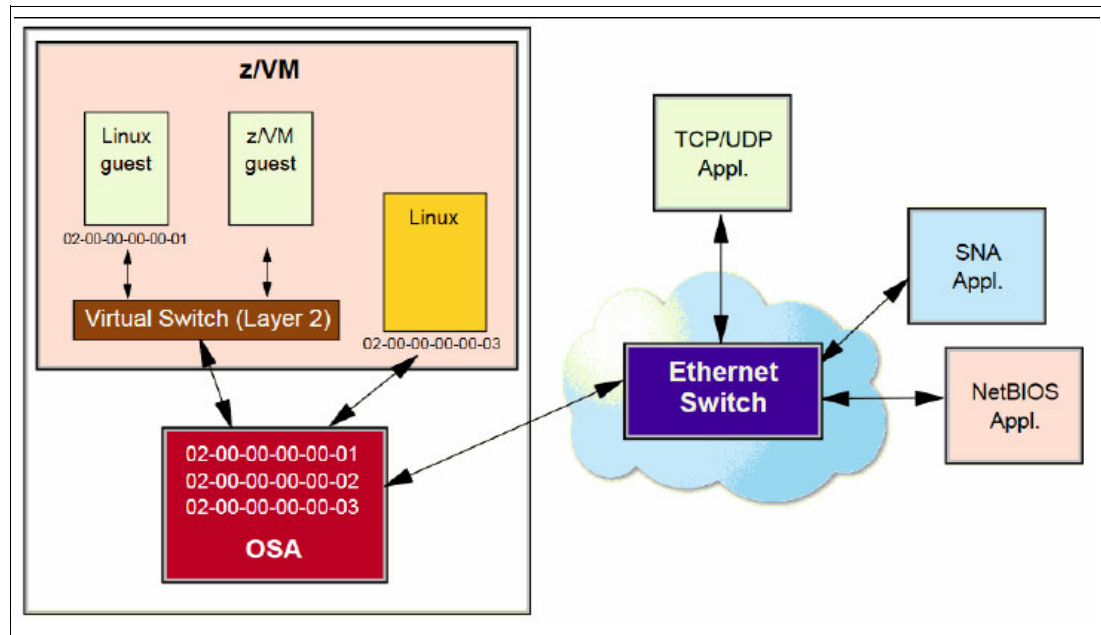 z/VM
Linux
guest
02-00-00-00-00-01
z/VM
guest
Linux
02-00-00-00-00-03
Virtual Switch (Layer 2)
02-00-00-00-00-01
02-00-00-00-00-02
02-00-00-00-00-03
OSA
TCP/UDP
Appl.
SNA
Appl.
Ethernet
Switch
NetBIOS
Appl.